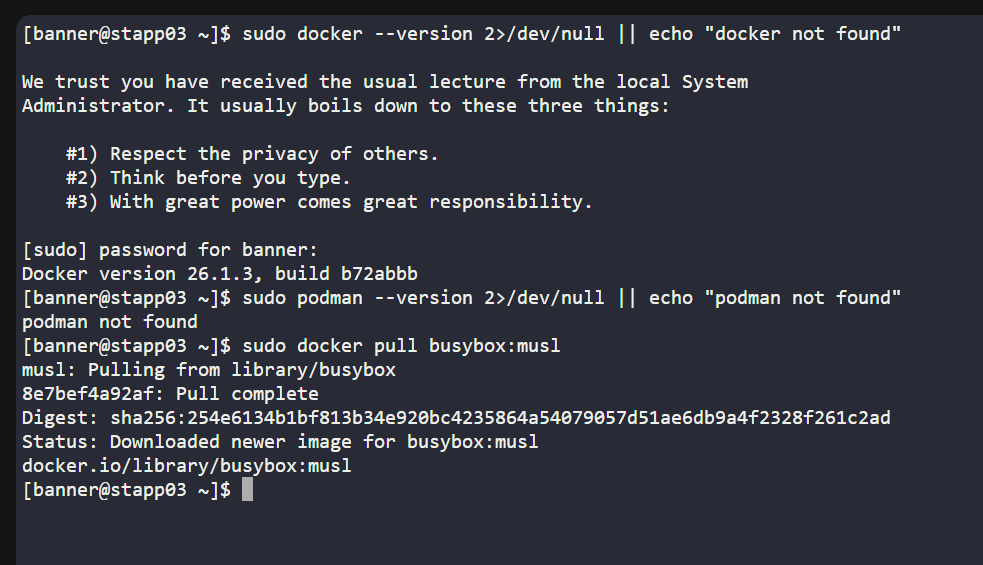 [banner@stapp03 ~]$ sudo docker --version 2>/dev/null || echo "docker not found"
We trust you have received the usual lecture from the local System
Administrator. It usually boils down to these three things:
#1) Respect the privacy of others.
#2) Think before you type.
#3) With great power comes great responsibility.
[sudo] password for banner:
Docker version 26.1.3, build b72abbb
[banner@stapp03 ~]$ sudo podman --version 2>/dev/null || echo "podman not found"
podman not found
[banner@stapp03 ~]$ sudo docker pull busybox:musl
musl: Pulling from library/busybox
8e7bef4a92af: Pull complete
Digest: sha256:254e6134b1bf813b34e920bc4235864a54079057d51ae6db9a4f2328f261c2ad
Status: Downloaded newer image for busybox:musl
docker.io/library/busybox:musl
[banner@stapp03 ~]$